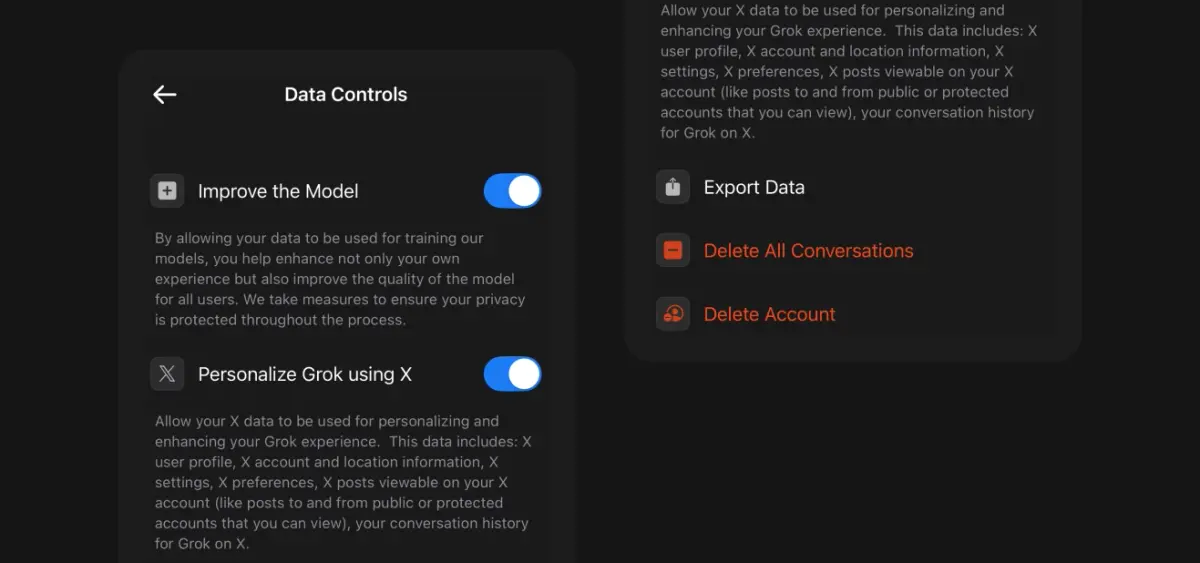 Data Controls
Improve the Model
By allowing your data to be used for training our
models, you help enhance not only your own
experience but also improve the quality of the model
for all users. We take measures to ensure your privacy
is protected throughout the process.
Personalize Grok using X
Allow your X data to be used for personalizing and
enhancing your Grok experience.  This data includes: X
user profile, X account and location information, X
settings, X preferences, X posts viewable on your X
account (like posts to and from public or protected
accounts that you can view), your conversation history
for Grok on X.
Allow your X data to be used for personalizing and
enhancing your Grok experience.  This data includes: X
user profile, X account and location information, X
settings, X preferences, X posts viewable on your X
account (like posts to and from public or protected
accounts that you can view), your conversation history
for Grok on X.
Export Data
Delete All Conversations
Delete Account